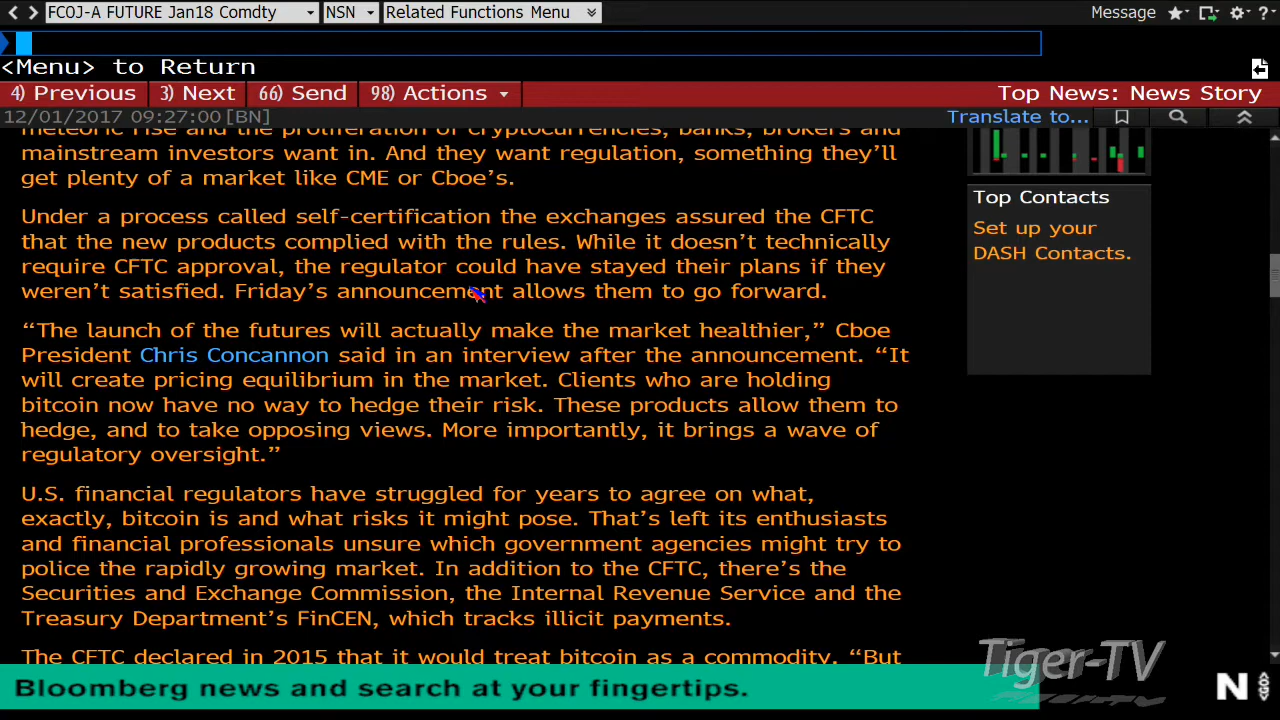 FCOJ-A FUTURE Jan18 Comdty NSN Related Functions Menu Message ?
<Menu> to Return
4) Previous 3) Next 66) Send 98) Actions Top News: News Story
12/01/2017 09:27:00[BN] Translate to...
meteoric rise and the proliferation of cryptocurrencies, banks, brokers and
mainstream investors want in. And they want regulation, something they’ll
get plenty of a market like CME or Cboe’s.
Under a process called self-certification the exchanges assured the CFTC
that the new products complied with the rules. While it doesn’t technically
require CFTC approval, the regulator could have stayed their plans if they
weren’t satisfied. Friday’s announcement allows them to go forward.
“The launch of the futures will actually make the market healthier,” Cboe
President Chris Concannon said in an interview after the announcement. “It
will create pricing equilibrium in the market. Clients who are holding
bitcoin now have no way to hedge their risk. These products allow them to
hedge, and to take opposing views. More importantly, it brings a wave of
regulatory oversight.”
U.S. financial regulators have struggled for years to agree on what,
exactly, bitcoin is and what risks it might pose. That’s left its enthusiasts
and financial professionals unsure which government agencies might try to
police the rapidly growing market. In addition to the CFTC, there’s the
Securities and Exchange Commission, the Internal Revenue Service and the
Treasury Department’s FinCEN, which tracks illicit payments.
The CFTC declared in 2015 that it would treat bitcoin as a commodity. “But
Top Contacts
Set up your
DASH Contacts.
Tiger-TV
Bloomberg news and search at your fingertips.
N